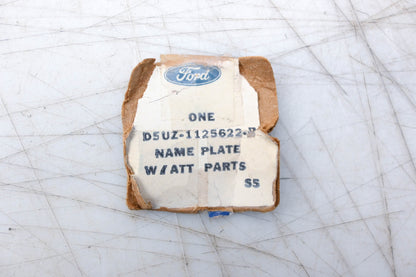 Ford
ONE
D5UZ-1125622-B
NAME PLATE
W/ATT PARTS
SS